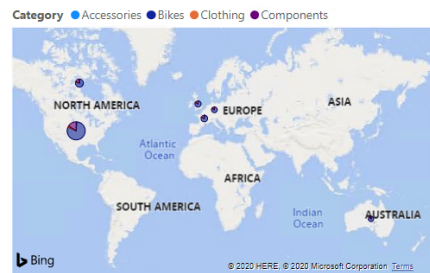 Category Accessories Bikes Clothing Components
NORTH AMERICA
EUROPE
ASIA
Atlantic
Ocean
AFRICA
SOUTH AMERICA
Indian
Ocean
AUSTRALIA
Bing
© 2020 HERE, © 2020 Microsoft Corporation Terms